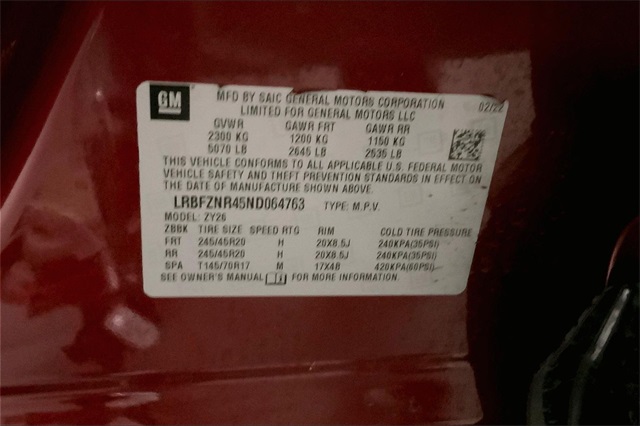 GM MFD BY SAIC GENERAL MOTORS CORPORATION 02/22
LIMITED FOR GENERAL MOTORS LLC
GVWR GAWR FRT GAWR RR
2300 KG 1200 KG 1150 KG
5070 LB 2645 LB 2535 LB
THIS VEHICLE CONFORMS TO ALL APPLICABLE U.S. FEDERAL MOTOR
VEHICLE SAFETY AND THEFT PREVENTION STANDARDS IN EFFECT ON
THE DATE OF MANUFACTURE SHOWN ABOVE.
LRBFZNR45ND064763 TYPE: M.P.V.
MODEL: ZY26
ZBBK TIRE SIZE SPEED RTG RIM COLD TIRE PRESSURE
FRT 245/45R20 H 20X8.5J 240KPA(35PSI)
RR 245/45R20 H 20X8.5J 240KPA(35PSI)
SPA T145/70R17 M 17X4B 420KPA(60PSI)
SEE OWNER'S MANUAL FOR MORE INFORMATION.